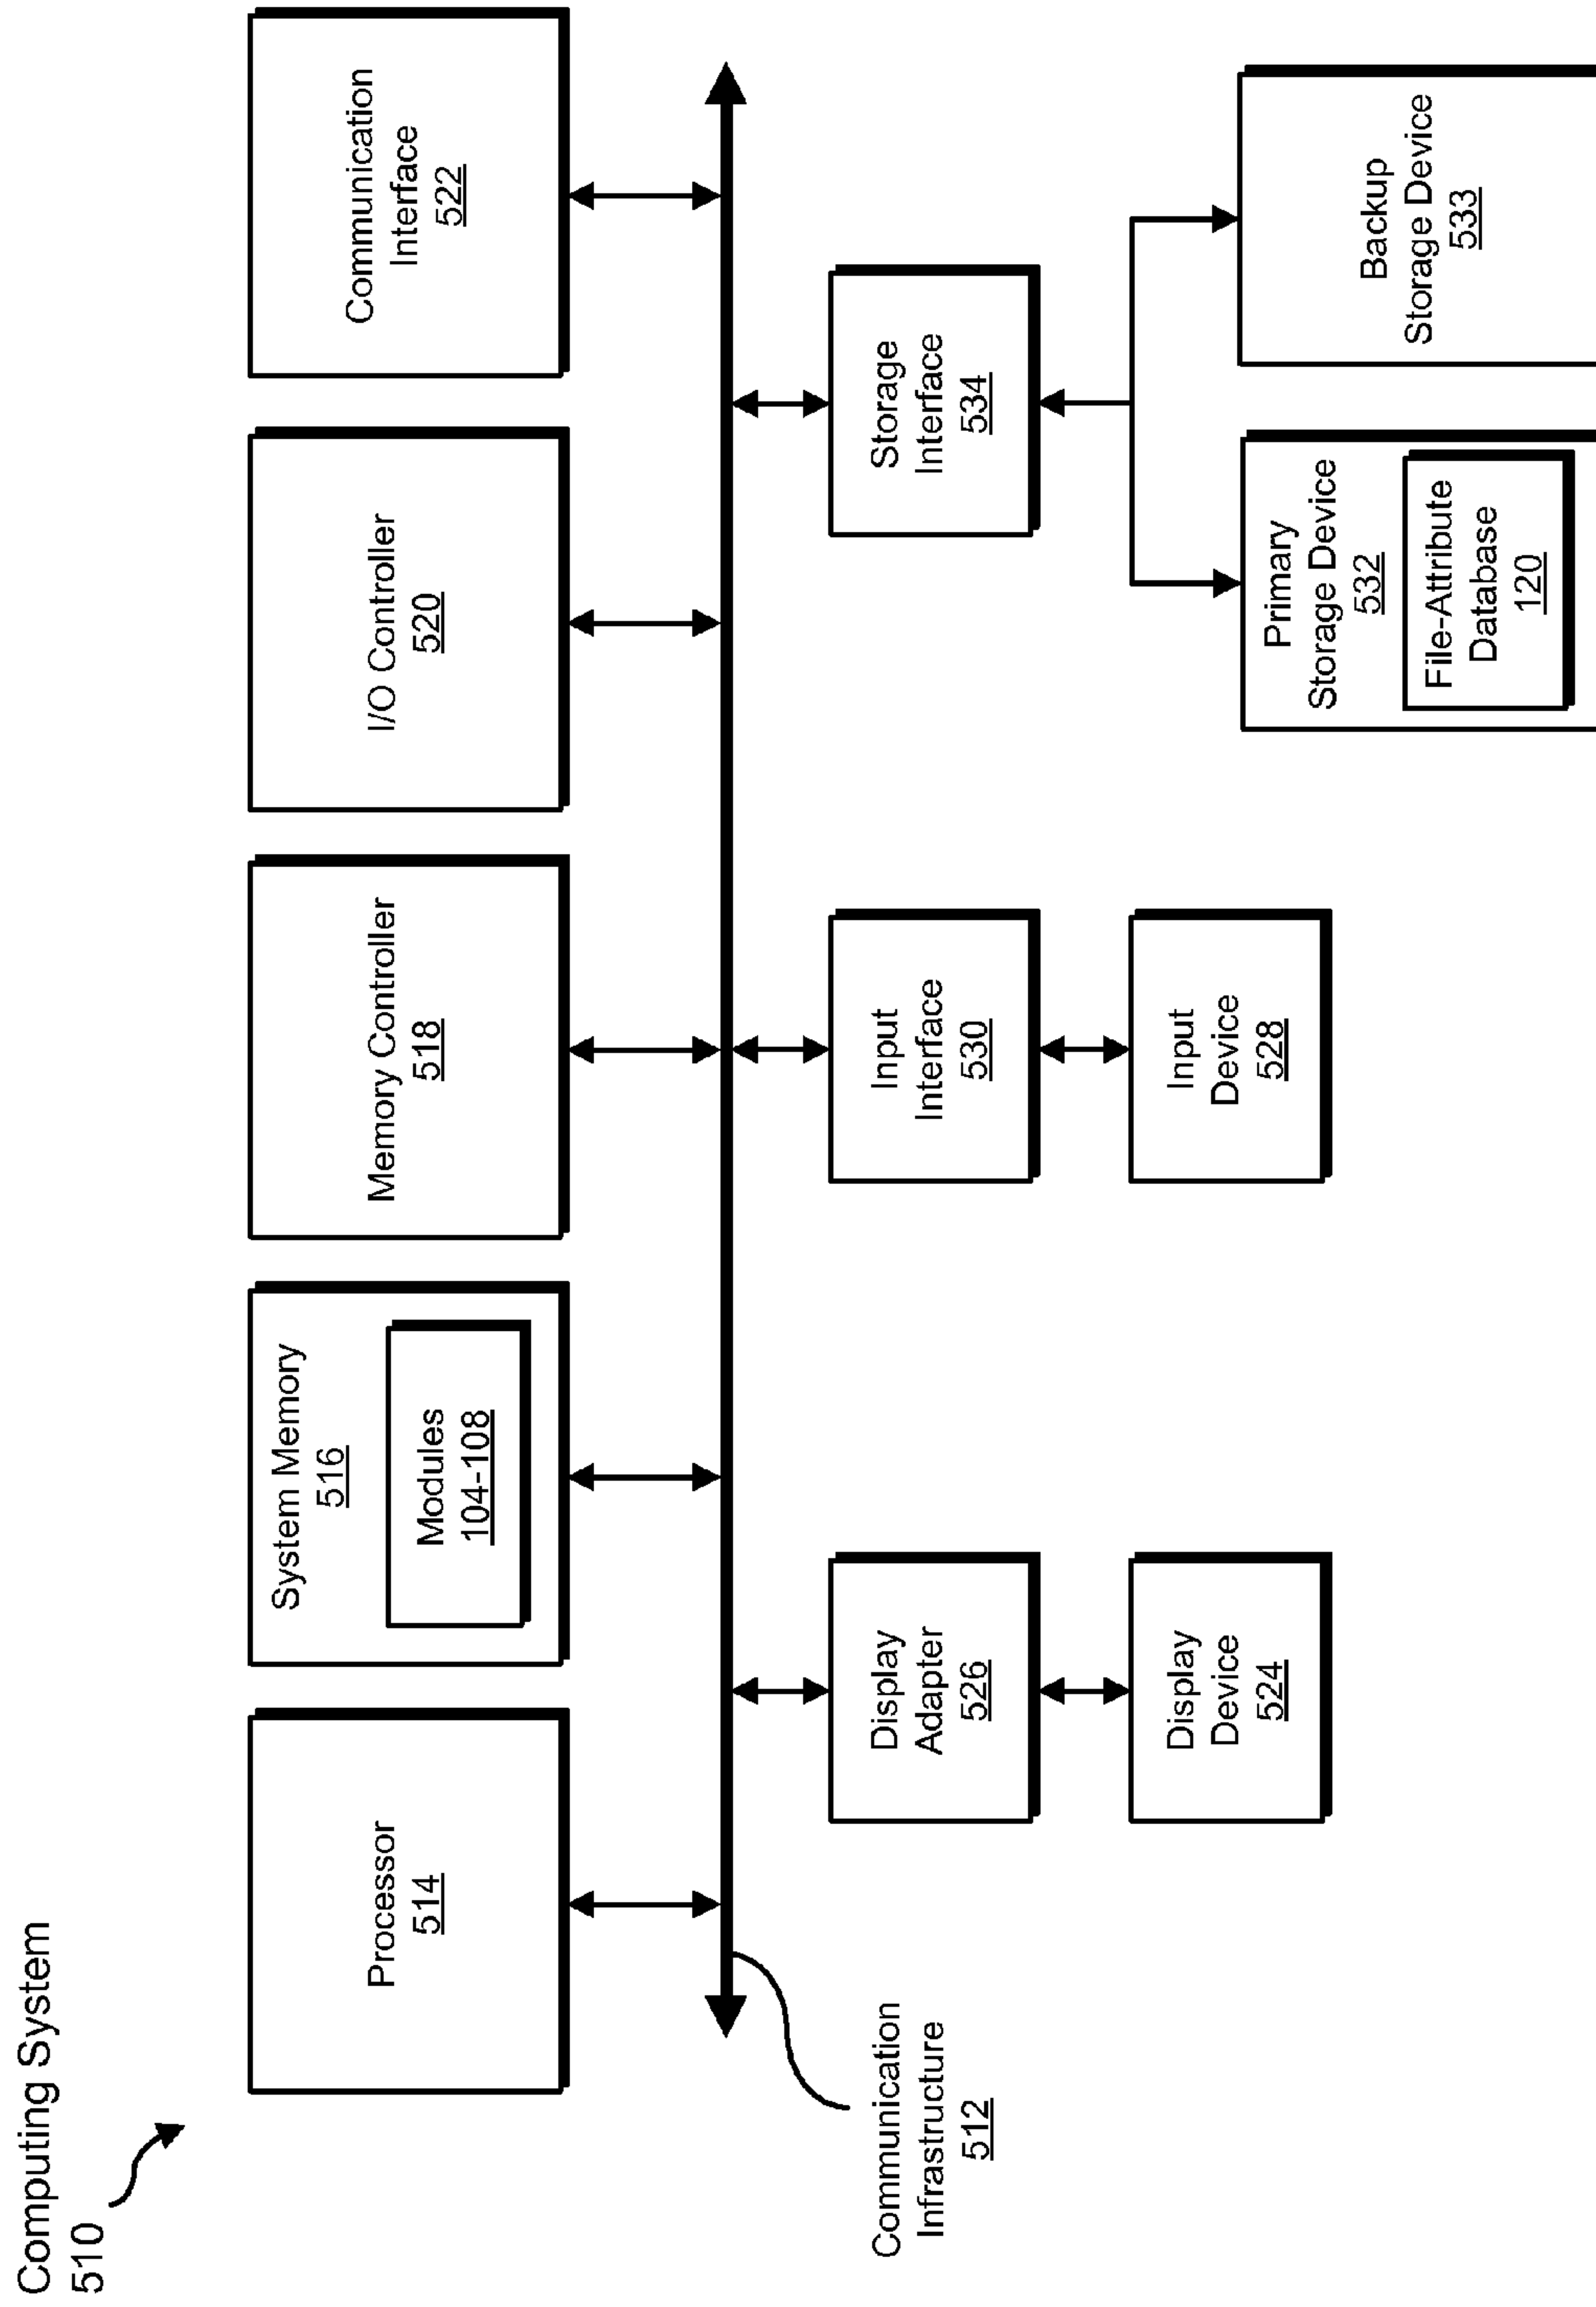 Computing System
510
Processor
514
System Memory
516
Modules
104-108
Memory Controller
518
I/O Controller
520
Communication
Interface
522
Communication
Infrastructure
512
Display
Adapter
526
Input
Interface
530
Storage
Interface
534
Display
Device
524
Input
Device
528
Primary
Storage Device
532
File-Attribute
Database
120
Backup
Storage Device
533